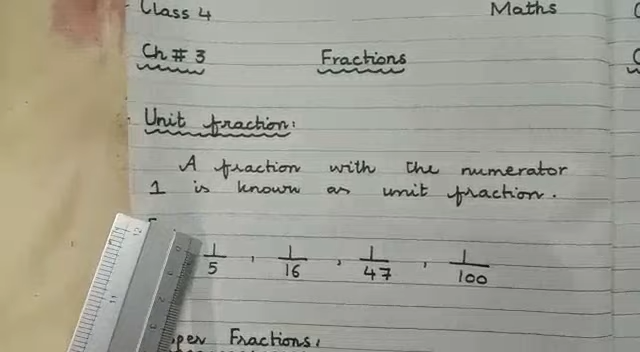 Class 4 Maths
Ch # 3 Fractions
Unit fraction:
A fraction with the numerator
1 is known as unit fraction.
1/5 , 1/16 , 1/47 , 1/100
Fractions: